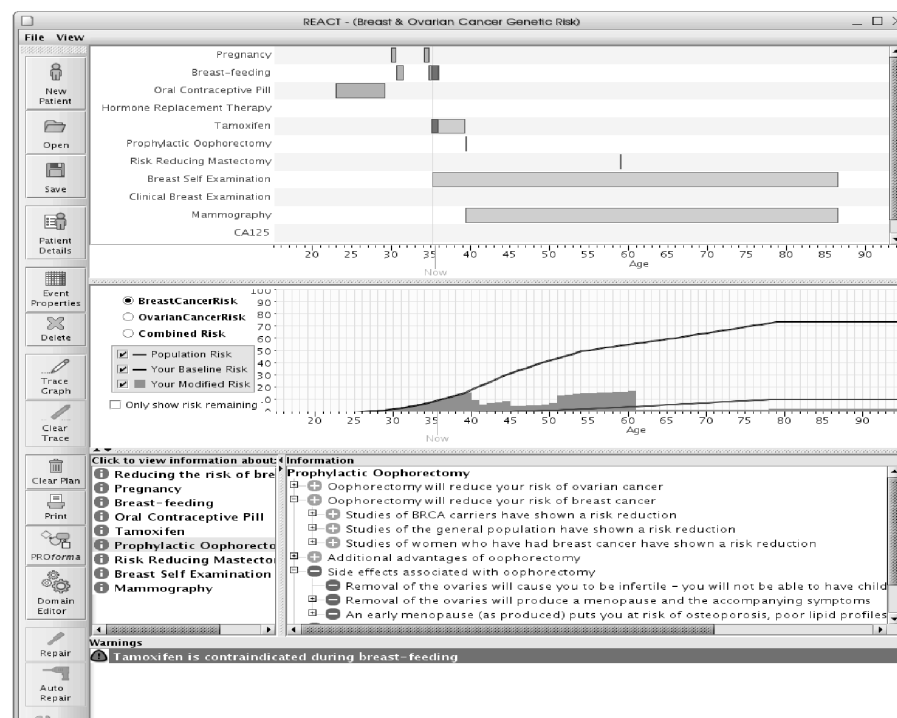 REACT - (Breast & Ovarian Cancer Genetic Risk)
File View
New Patient
Open
Save
Patient Details
Event Properties
Delete
Trace Graph
Clear Trace
Clear Plan
Print
PROforma
Domain Editor
Repair
Auto Repair
Pregnancy
Breast-feeding
Oral Contraceptive Pill
Hormone Replacement Therapy
Tamoxifen
Prophylactic Oophorectomy
Risk Reducing Mastectomy
Breast Self Examination
Clinical Breast Examination
Mammography
CA125
20 25 30 35 40 45 50 55 60 65 70 75 80 85 90
Age
Now
BreastCancerRisk
OvarianCancerRisk
Combined Risk
Population Risk
Your Baseline Risk
Your Modified Risk
Only show risk remaining
100
90
80
70
60
50
40
30
20
10
0
20 25 30 35 40 45 50 55 60 65 70 75 80 85 90
Age
Now
Click to view information about:
Reducing the risk of bre
Pregnancy
Breast-feeding
Oral Contraceptive Pill
Tamoxifen
Prophylactic Oophorecto
Risk Reducing Mastecto
Breast Self Examination
Mammography
Information
Prophylactic Oophorectomy
Oophorectomy will reduce your risk of ovarian cancer
Oophorectomy will reduce your risk of breast cancer
Studies of BRCA carriers have shown a risk reduction
Studies of the general population have shown a risk reduction
Studies of women who have had breast cancer have shown a risk reduction
Additional advantages of oophorectomy
Side effects associated with oophorectomy
Removal of the ovaries will cause you to be infertile - you will not be able to have child
Removal of the ovaries will produce a menopause and the accompanying symptoms
An early menopause (as produced) puts you at risk of osteoporosis, poor lipid profiles
Warnings
Tamoxifen is contraindicated during breast-feeding